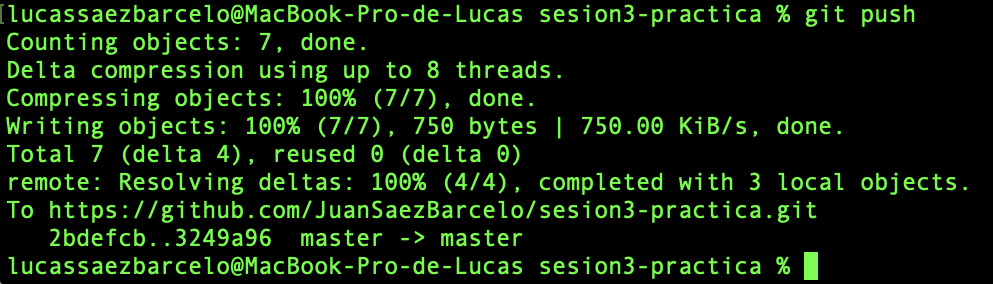 [lucassaezbarcelo@MacBook-Pro-de-Lucas sesion3-practica % git push
Counting objects: 7, done.
Delta compression using up to 8 threads.
Compressing objects: 100% (7/7), done.
Writing objects: 100% (7/7), 750 bytes | 750.00 KiB/s, done.
Total 7 (delta 4), reused 0 (delta 0)
remote: Resolving deltas: 100% (4/4), completed with 3 local objects.
To https://github.com/JuanSaezBarcelo/sesion3-practica.git
   2bdefcb..3249a96  master -> master
lucassaezbarcelo@MacBook-Pro-de-Lucas sesion3-practica %